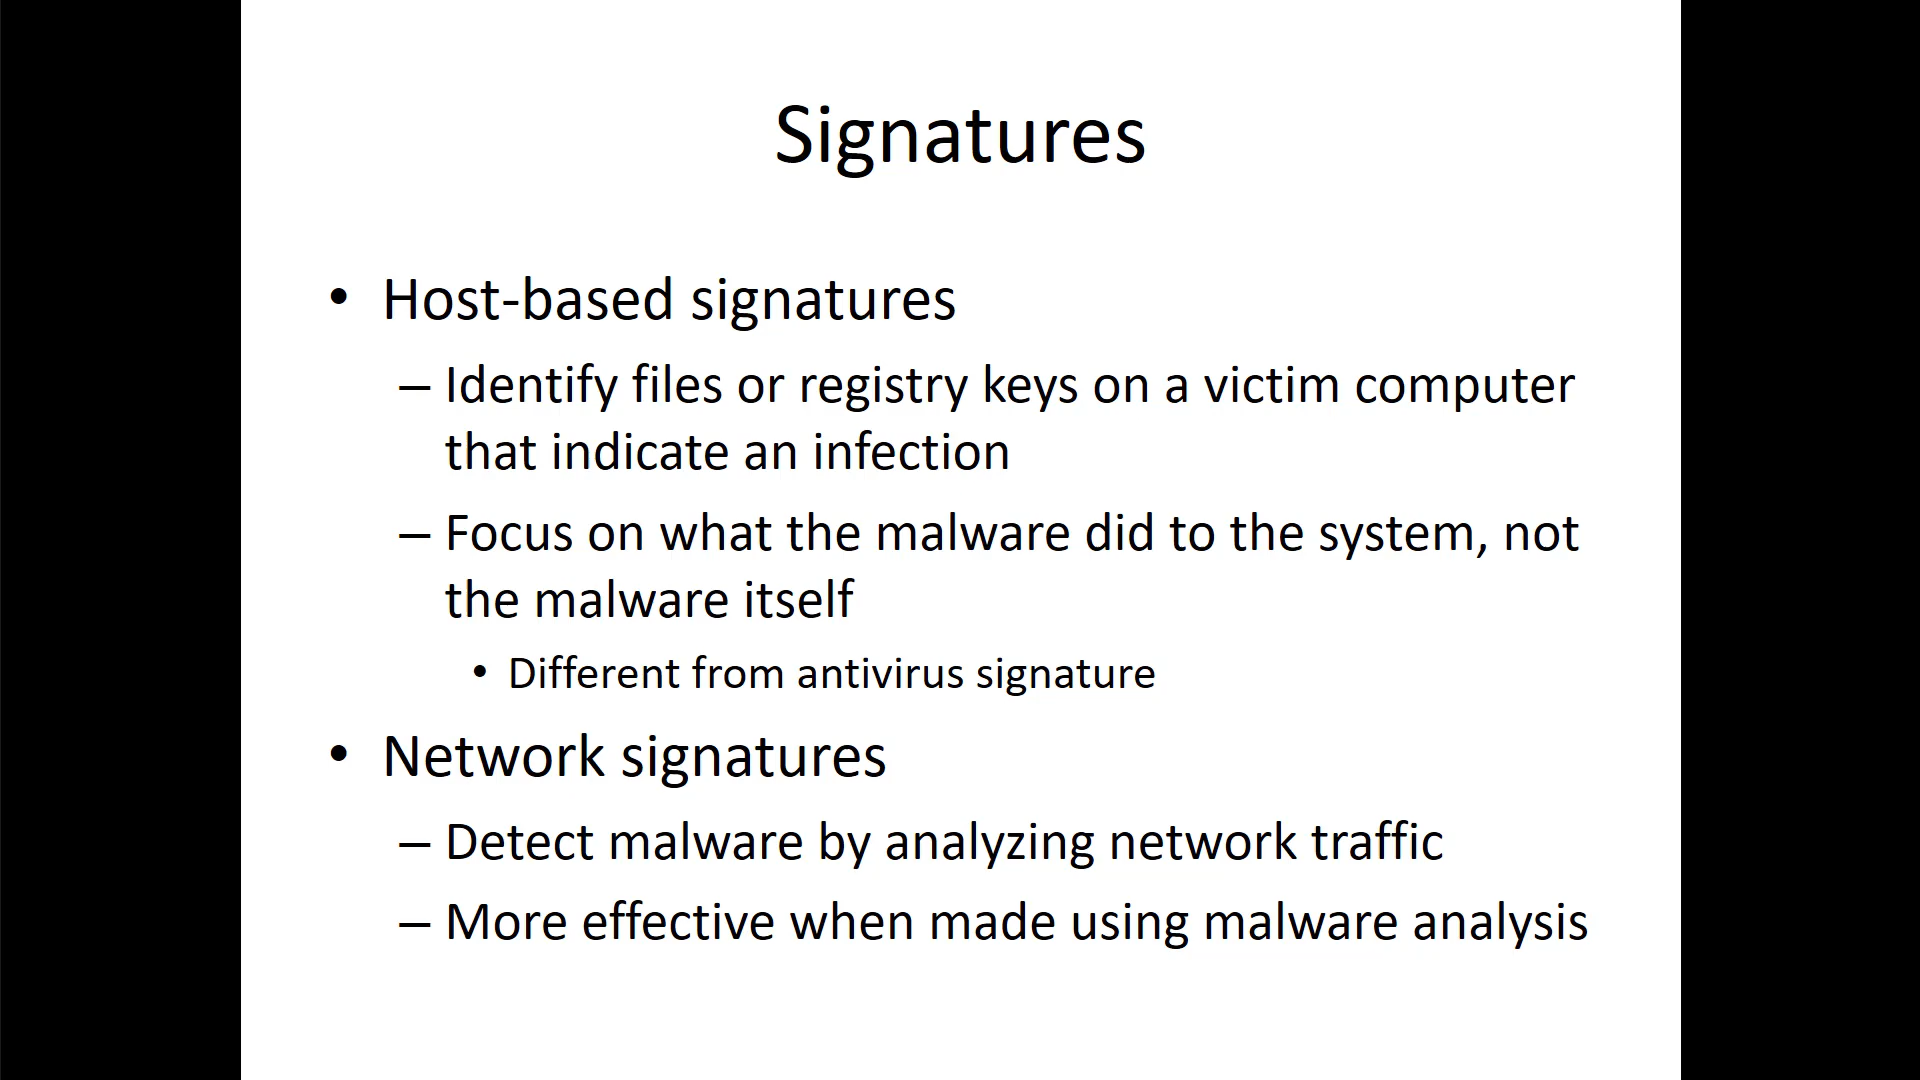 Signatures
• Host-based signatures
– Identify files or registry keys on a victim computer
that indicate an infection
– Focus on what the malware did to the system, not
the malware itself
• Different from antivirus signature
• Network signatures
– Detect malware by analyzing network traffic
– More effective when made using malware analysis